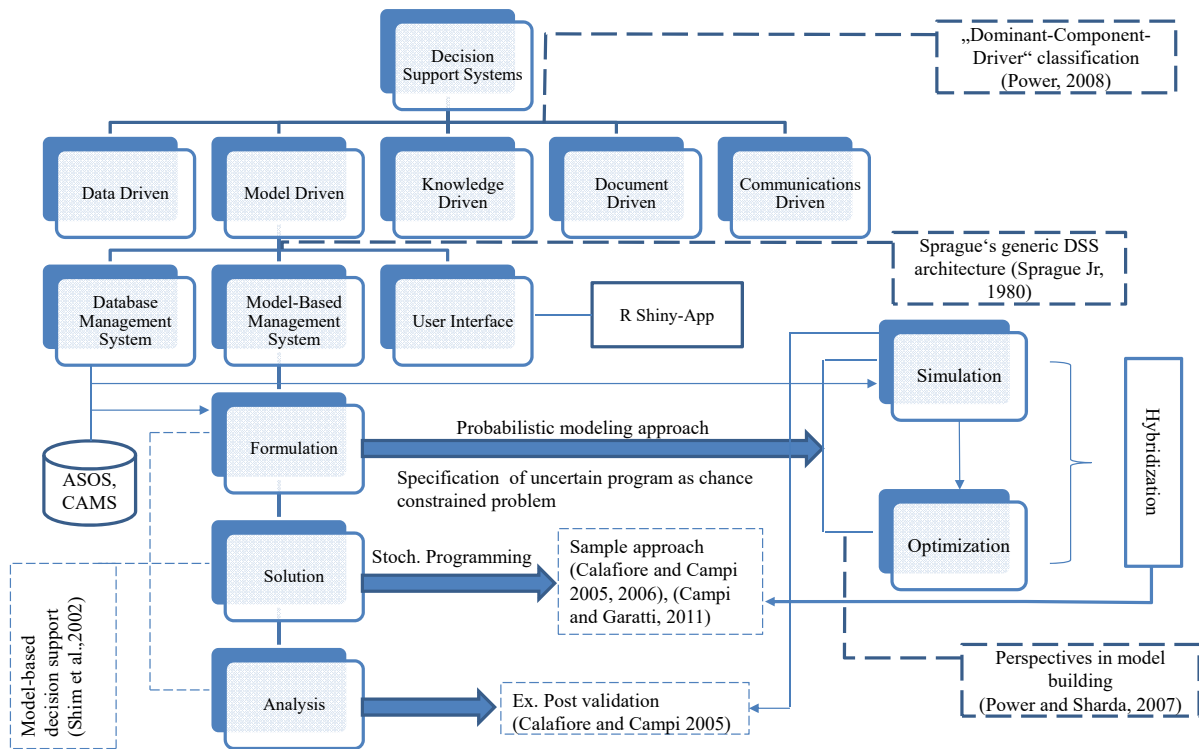 Decision
Support Systems
„Dominant-Component-
Driver“ classification
(Power, 2008)
Data Driven
Model Driven
Knowledge
Driven
Document
Driven
Communications
Driven
Sprague‘s generic DSS
architecture (Sprague Jr,
1980)
Database
Management
System
Model-Based
Management
System
User Interface
R Shiny-App
Simulation
Formulation
Probabilistic modeling approach
Specification of uncertain program as chance
constrained problem
ASOS,
CAMS
Hybridization
Optimization
Solution
Stoch. Programming
Sample approach
(Calafiore and Campi
2005, 2006), (Campi
and Garatti, 2011)
Model-based
decision support
(Shim et al.,2002)
Analysis
Ex. Post validation
(Calafiore and Campi 2005)
Perspectives in model
building
(Power and Sharda, 2007)